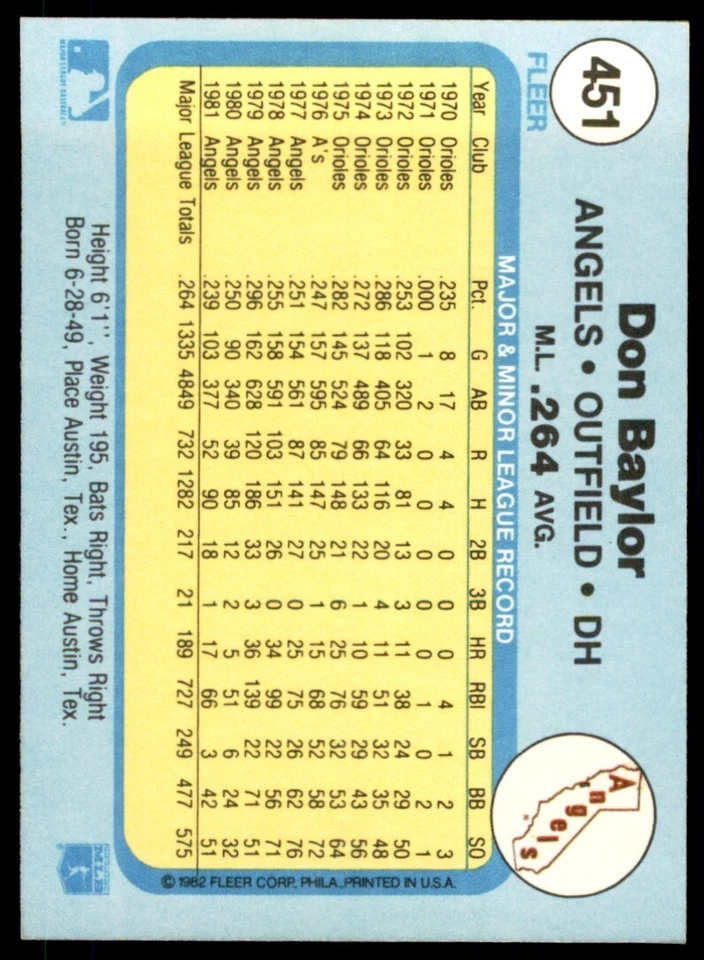 451
FLEER
Don Baylor
ANGELS • OUTFIELD • DH
M.L. .264 AVG.
Angels
MAJOR & MINOR LEAGUE RECORD
Year Club Pct. G AB R H 2B 3B HR RBI SB BB SO
1970 Orioles .235 8 17 4 4 0 0 0 4 1 2 3
1971 Orioles .000 1 2 0 0 0 0 0 1 0 2 1
1972 Orioles .253 102 320 33 81 13 3 11 38 24 29 50
1973 Orioles .286 118 405 64 116 20 4 11 51 32 35 48
1974 Orioles .272 137 489 66 133 22 1 10 59 29 43 56
1975 Orioles .282 145 524 79 148 21 6 25 76 32 53 64
1976 A's .247 157 595 85 147 25 1 15 68 52 58 72
1977 Angels .251 154 561 87 141 27 0 25 75 26 62 76
1978 Angels .255 158 591 103 151 26 0 34 99 22 56 71
1979 Angels .296 162 628 120 186 33 3 36 139 22 71 51
1980 Angels .250 90 340 39 85 12 2 5 51 6 24 32
1981 Angels .239 103 377 52 90 18 1 17 66 3 42 51
Major League Totals .264 1335 4849 732 1282 217 21 189 727 249 477 575
© 1982 FLEER CORP., PHILA., PRINTED IN U.S.A.
Height 6'1'', Weight 195, Bats Right, Throws Right
Born 6-28-49, Place Austin, Tex., Home Austin, Tex.
MAJOR LEAGUE BASEBALL